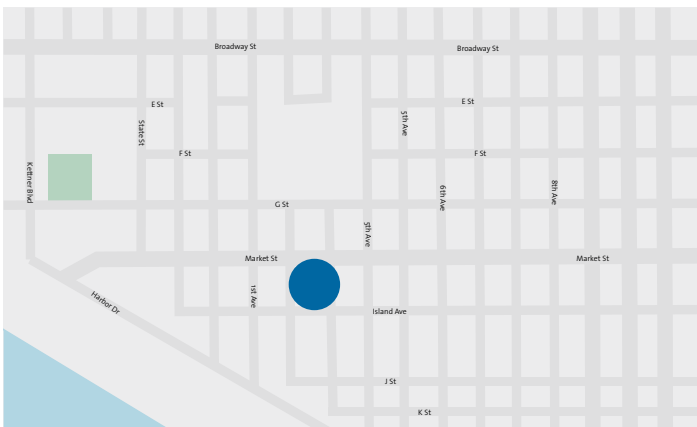 Broadway St
Broadway St
E St
E St
5th Ave
State St
F St
F St
Kettner Blvd
6th Ave
8th Ave
G St
3th Ave
Market St
Market St
1st Ave
Harbor Dr
Island Ave
J St
K St